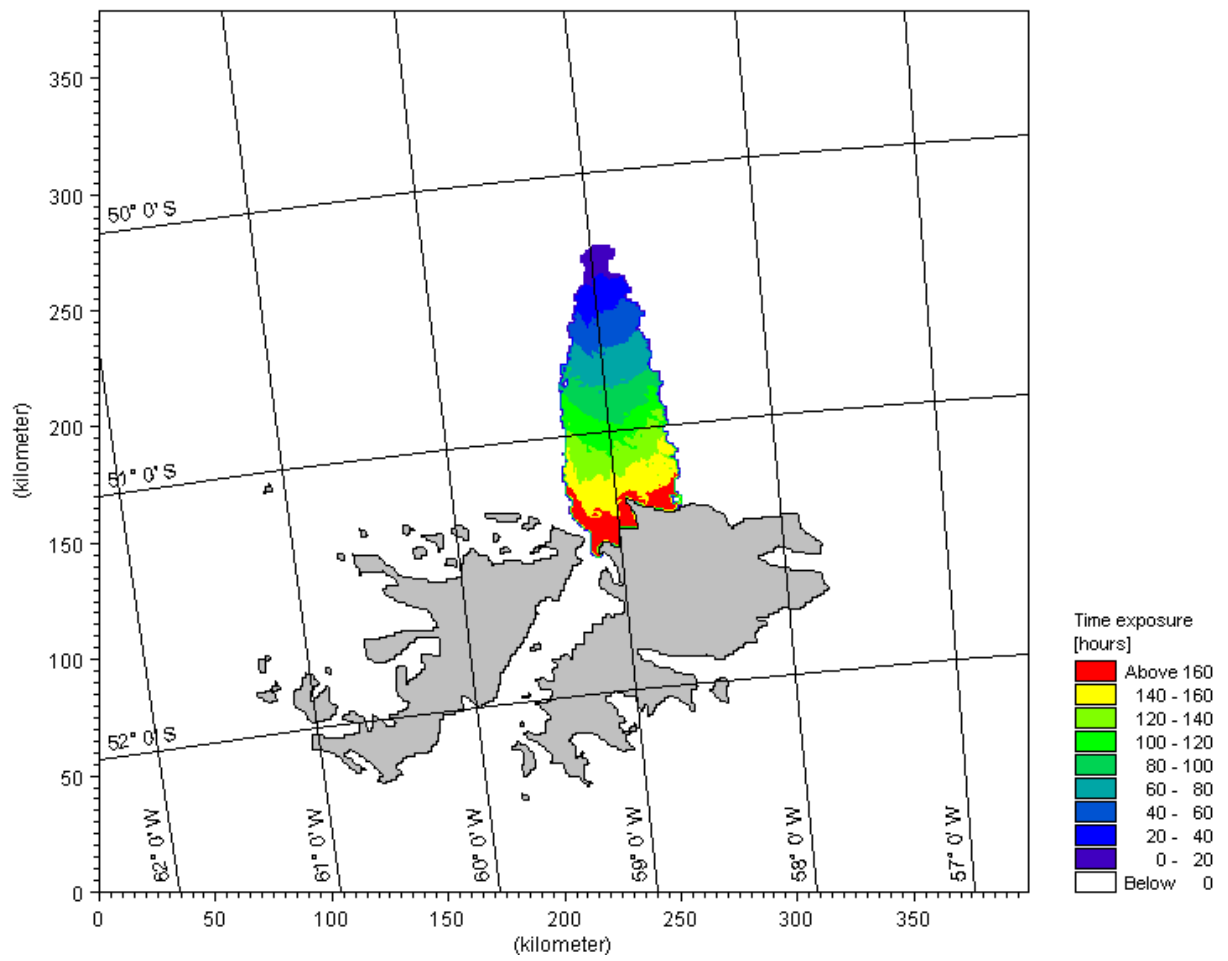 350
300
250
200
150
100
50
0
(kilometer)
50° 0' S
51° 0' S
52° 0' S
62° 0' W
61° 0' W
60° 0' W
59° 0' W
58° 0' W
57° 0' W
0 50 100 150 200 250 300 350
(kilometer)
Time exposure
[hours]
Above 160
140 - 160
120 - 140
100 - 120
80 - 100
60 - 80
40 - 60
20 - 40
0 - 20
Below 0